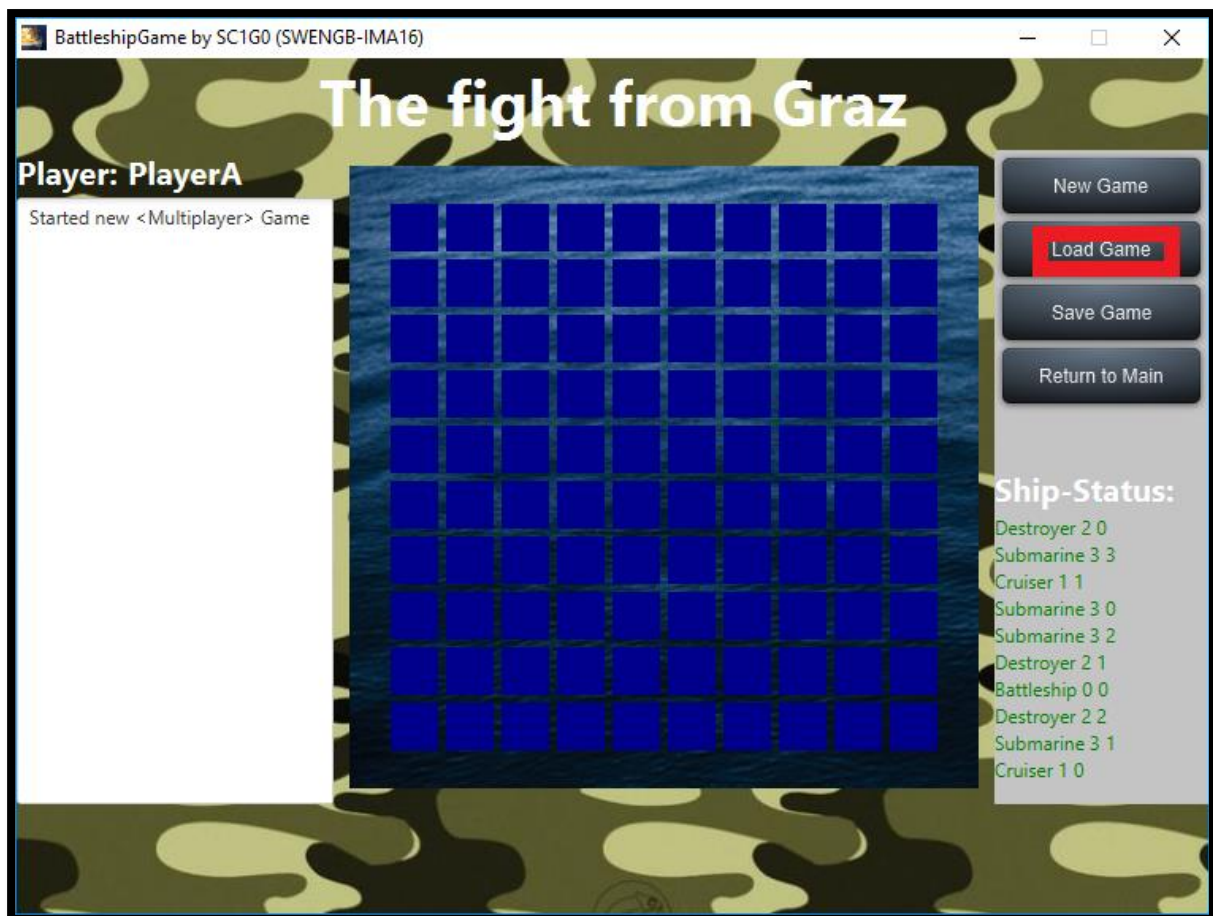 BattleshipGame by SC1G0 (SWENGB-IMA16)
The fight from Graz
Player: PlayerA
Started new <Multiplayer> Game
New Game
Load Game
Save Game
Return to Main
Ship-Status:
Destroyer 2 0
Submarine 3 3
Cruiser 1 1
Submarine 3 0
Submarine 3 2
Destroyer 2 1
Battleship 0 0
Destroyer 2 2
Submarine 3 1
Cruiser 1 0